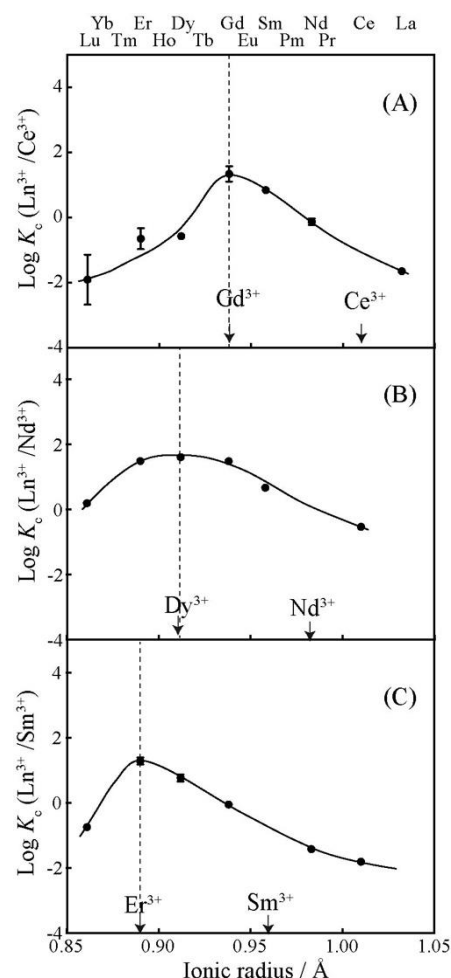 Yb Er Dy Gd Sm Nd Ce La
Lu Tm Ho Tb Eu Pm Pr
4
2
0
-2
-4
Log Kc (Ln3+ /Ce3+)
(A)
Gd3+
Ce3+
4
2
0
-2
-4
Log Kc (Ln3+ /Nd3+)
(B)
Dy3+
Nd3+
4
2
0
-2
-4
Log Kc (Ln3+ /Sm3+)
(C)
Er3+
Sm3+
0.85 0.90 0.95 1.00 1.05
Ionic radius / Å